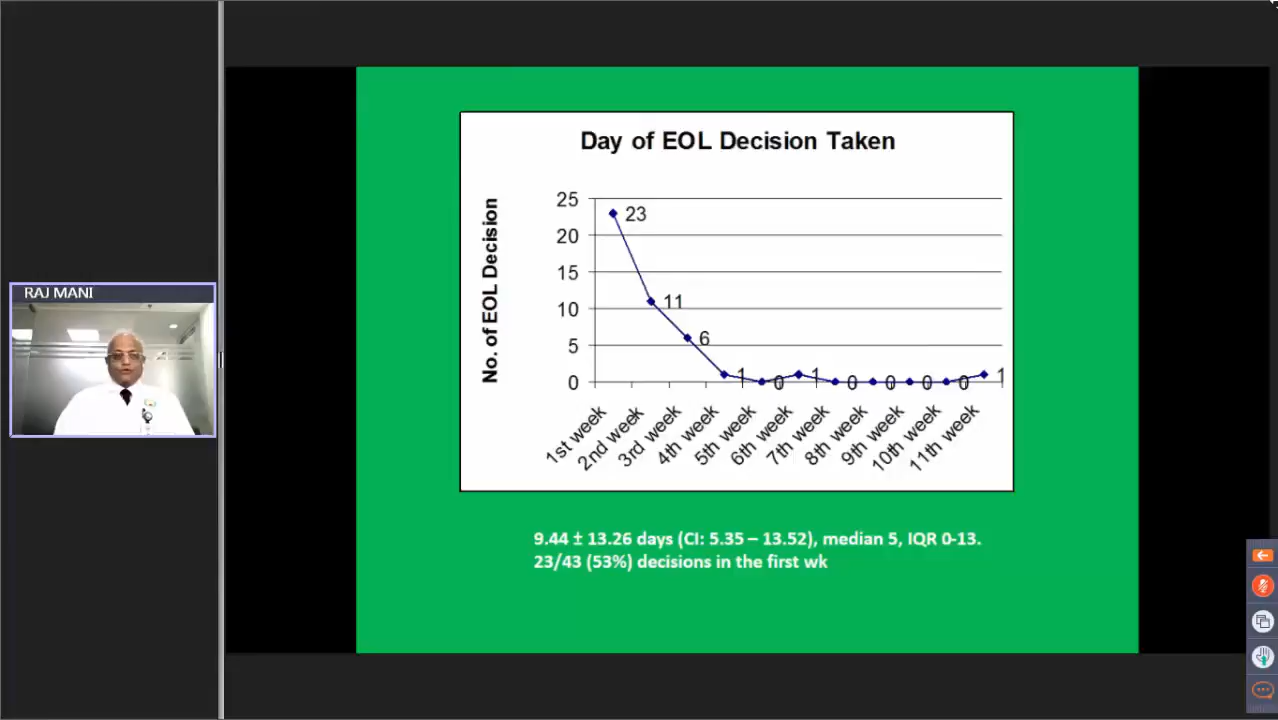 RAJ MANI
Day of EOL Decision Taken
No. of EOL Decision
25
20
15
10
5
0
23
11
6
1
0
1
0
0
0
0
1
1st week
2nd week
3rd week
4th week
5th week
6th week
7th week
8th week
9th week
10th week
11th week
9.44 ± 13.26 days (CI: 5.35 – 13.52), median 5, IQR 0-13.
23/43 (53%) decisions in the first wk